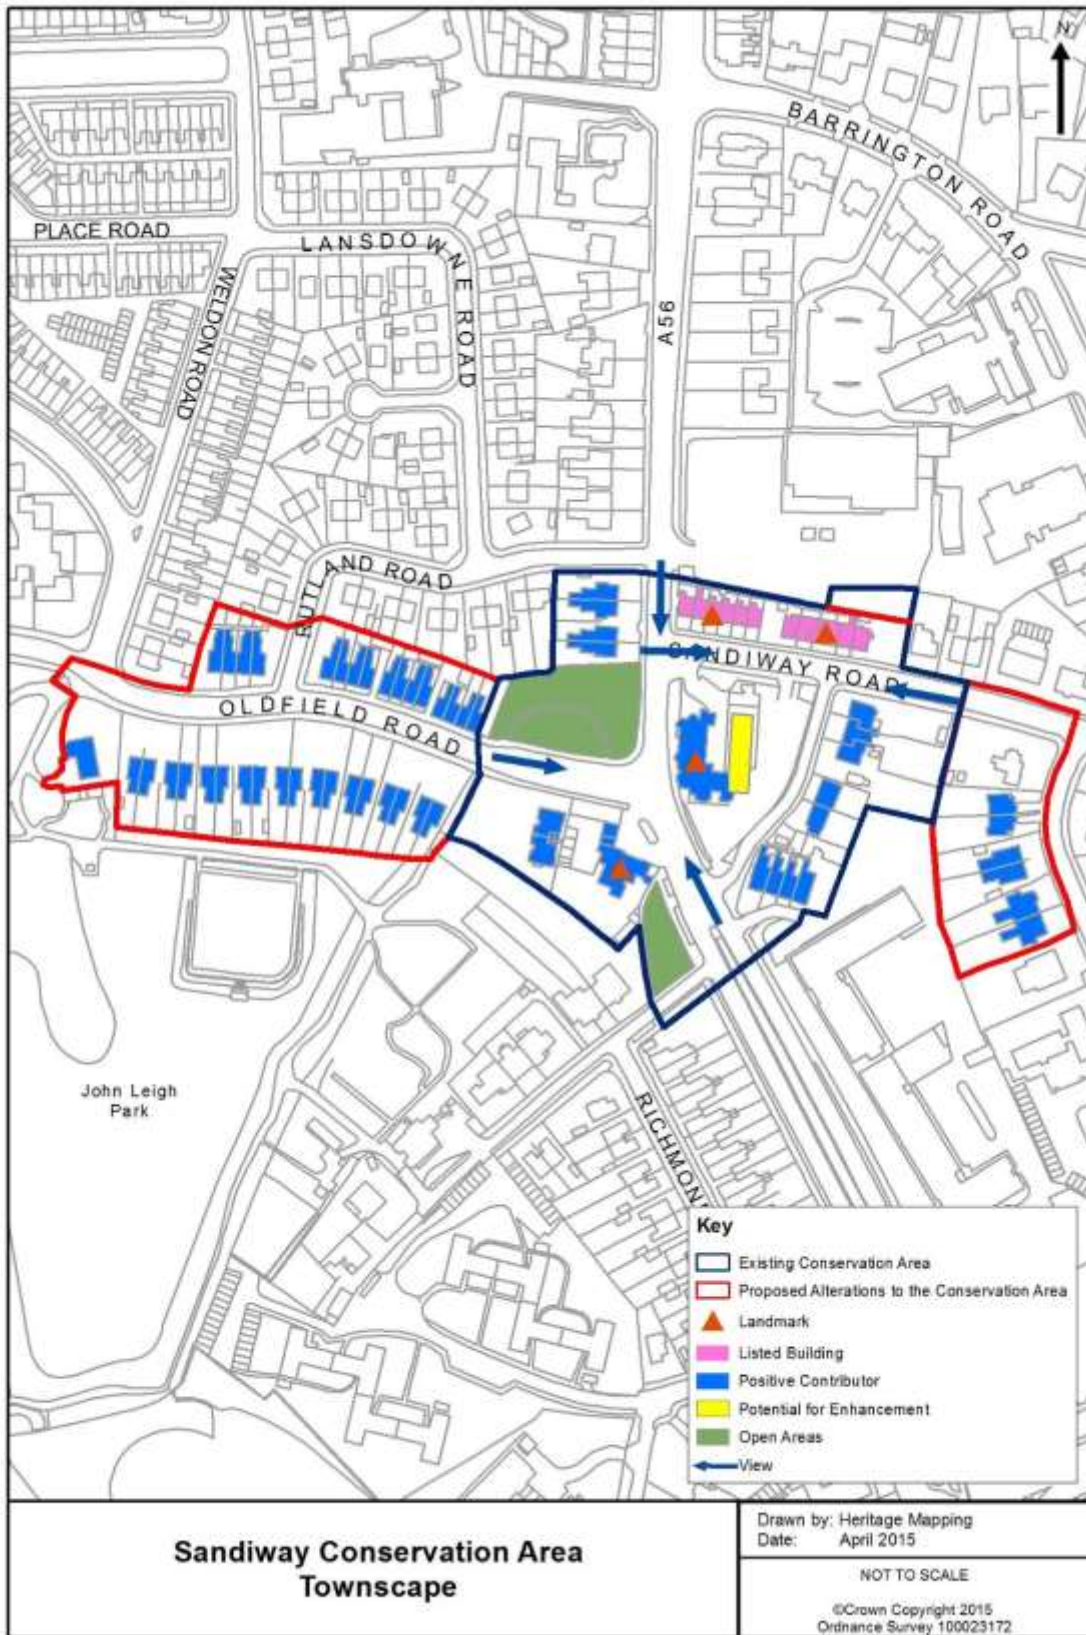 N
BARRINGTON ROAD
PLACE ROAD
LANSDOWNE ROAD
WELDON ROAD
A56
RUTLAND ROAD
SANDIWAY ROAD
OLDFIELD ROAD
John Leigh
Park
RICHMON
Key
Existing Conservation Area
Proposed Alterations to the Conservation Area
Landmark
Listed Building
Positive Contributor
Potential for Enhancement
Open Areas
View
Sandiway Conservation Area
Townscape
Drawn by: Heritage Mapping
Date: April 2015
NOT TO SCALE
©Crown Copyright 2015
Ordnance Survey 100023172